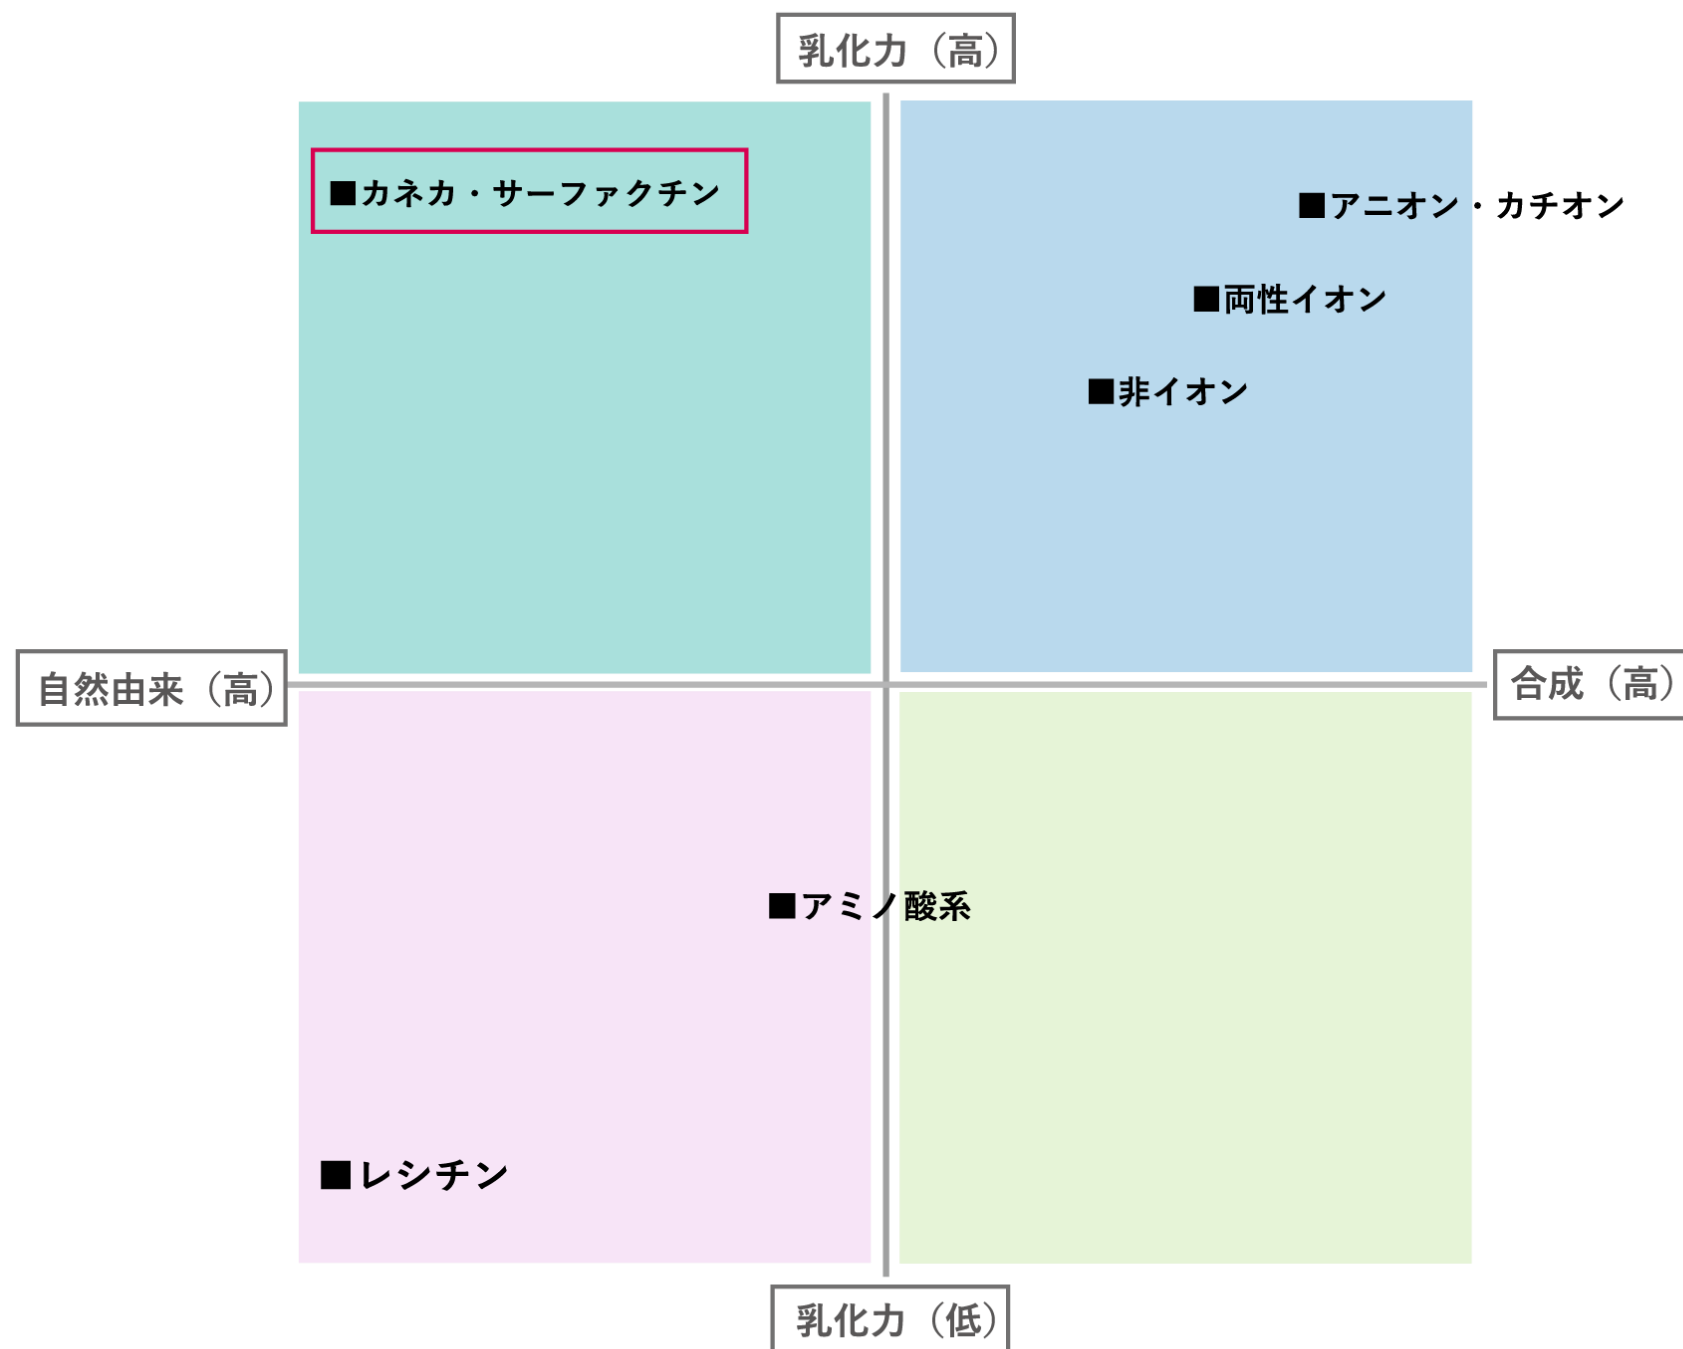 乳化力（高）
■カネカ・サーファクチン
■アニオン・カチオン
■両性イオン
■非イオン
自然由来（高）
合成（高）
■アミノ酸系
■レシチン
乳化力（低）